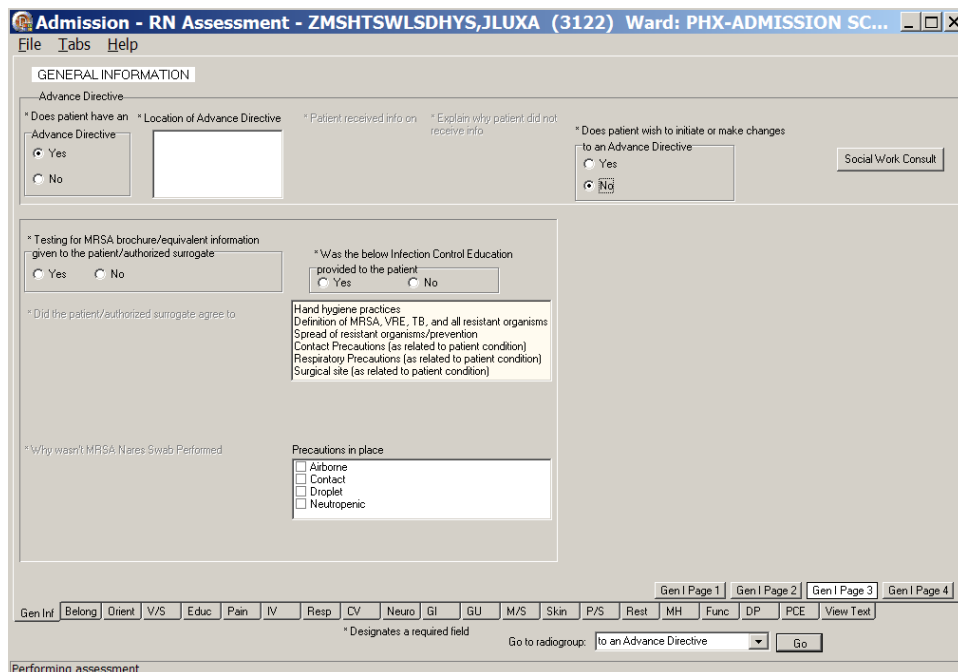 Admission - RN Assessment - ZMSHTSWLSDHYS,JLUXA (3122) Ward: PHX-ADMISSION SC...
File Tabs Help
GENERAL INFORMATION
Advance Directive
* Does patient have an
Advance Directive
Yes
No
* Location of Advance Directive
* Patient received info on
* Explain why patient did not
receive info
* Does patient wish to initiate or make changes
to an Advance Directive
Yes
No
Social Work Consult
* Testing for MRSA brochure/equivalent information
given to the patient/authorized surrogate
Yes No
* Was the below Infection Control Education
provided to the patient
Yes No
* Did the patient/authorized surrogate agree to
Hand hygiene practices
Definition of MRSA, VRE, TB, and all resistant organisms
Spread of resistant organisms/prevention
Contact Precautions (as related to patient condition)
Respiratory Precautions (as related to patient condition)
Surgical site (as related to patient condition)
* Why wasn't MRSA Nares Swab Performed
Precautions in place
Airborne
Contact
Droplet
Neutropenic
Gen I Page 1 Gen I Page 2 Gen I Page 3 Gen I Page 4
Gen Inf Belong Orient V/S Educ Pain IV Resp CV Neuro GI GU M/S Skin P/S Rest MH Func DP PCE View Text
* Designates a required field
Go to radiogroup: to an Advance Directive Go
Performing assessment